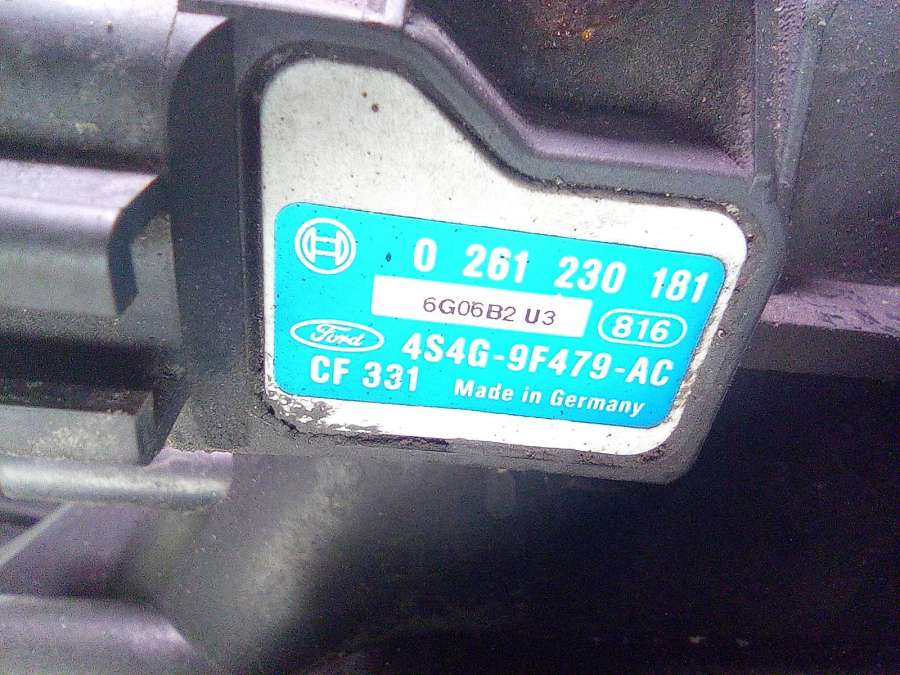 0 261 230 181
6G06B2 U3
816
Ford
4S4G-9F479-AC
CF 331
Made in Germany